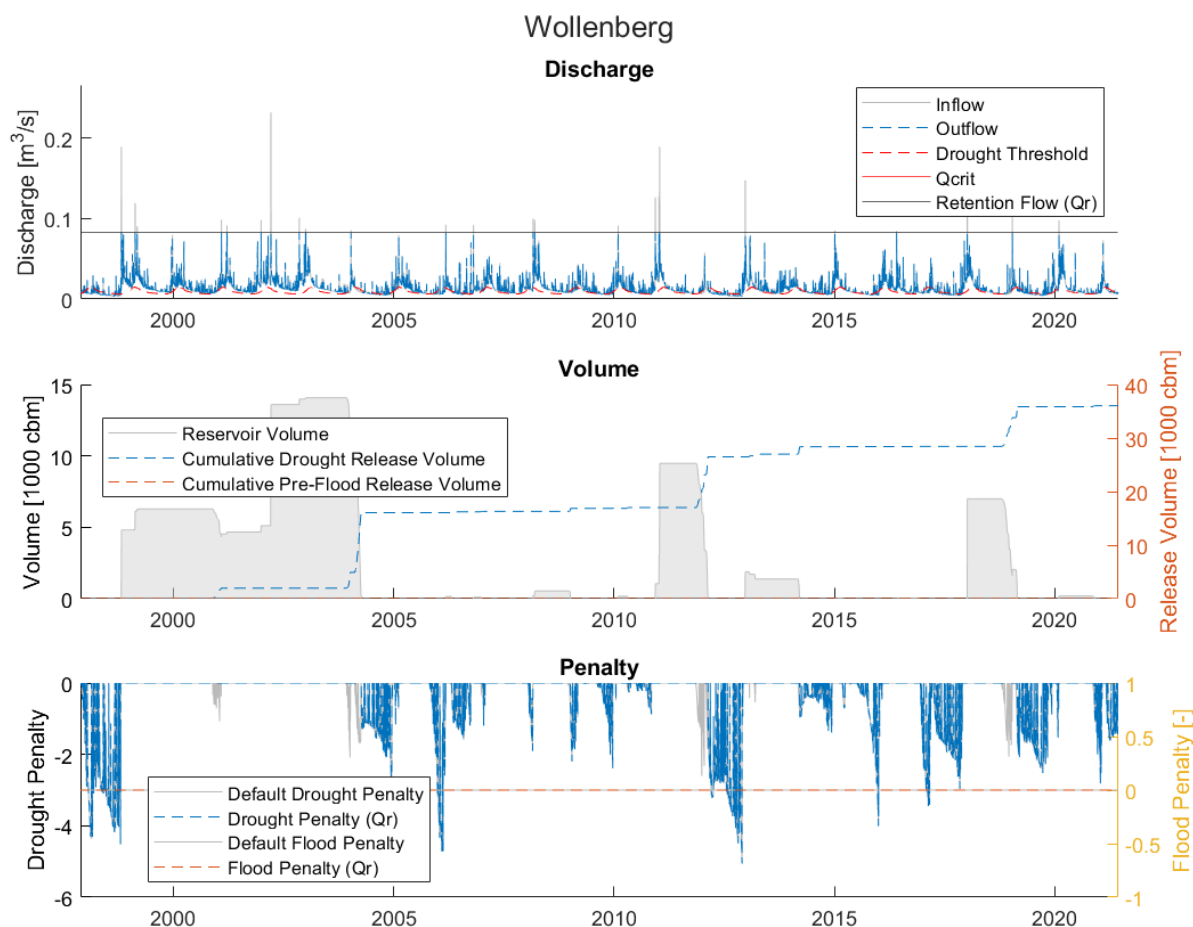 Wollenberg
Discharge
Discharge [m³/s]
0.2
0.1
0
Inflow
Outflow
Drought Threshold
Qcrit
Retention Flow (Qr)
2000 2005 2010 2015 2020
Volume
Volume [1000 cbm]
15
10
5
0
Reservoir Volume
Cumulative Drought Release Volume
Cumulative Pre-Flood Release Volume
40
30
20
10
0
Release Volume [1000 cbm]
2000 2005 2010 2015 2020
Penalty
Drought Penalty
0
-2
-4
-6
Default Drought Penalty
Drought Penalty (Qr)
Default Flood Penalty
Flood Penalty (Qr)
1
0.5
0
-0.5
-1
Flood Penalty [-]
2000 2005 2010 2015 2020